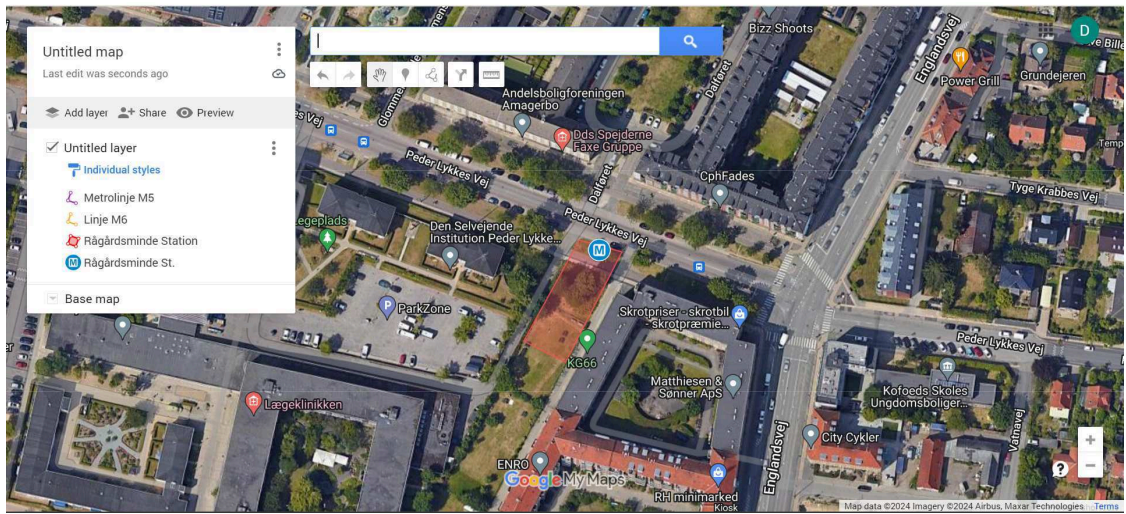 Untitled map
Last edit was seconds ago
Add layer
Share
Preview
Untitled layer
Individual styles
Metrolinje M5
Linje M6
Rågårdsminde Station
M
Rågårdsminde St.
Base map
D
Bizz Shoots
Englandsvej
Power Grill
Grundejeren
Andelsboligforeningen
Amagerbo
Dalføret
Dds Spejderne
Faxe Gruppe
Peder Lykkes Vej
CphFades
Tyge Krabbes Vej
Dalføret
Peder Lykkes Vej
Den Selvejende
Institution Peder Lykke...
M
P
ParkZone
Skrotpriser - skrotbil
- skrotpræmie...
Peder Lykkes Vej
KG66
Matthiesen &
Sønner ApS
Kofoeds Skoles
Ungdomsboliger...
Lægeklinikken
City Cykler
Vatnavej
Englandsvej
ENRO
Google My Maps
RH minimarked
Kiosk
Map data ©2024 Imagery ©2024 Airbus, Maxar Technologies
Terms